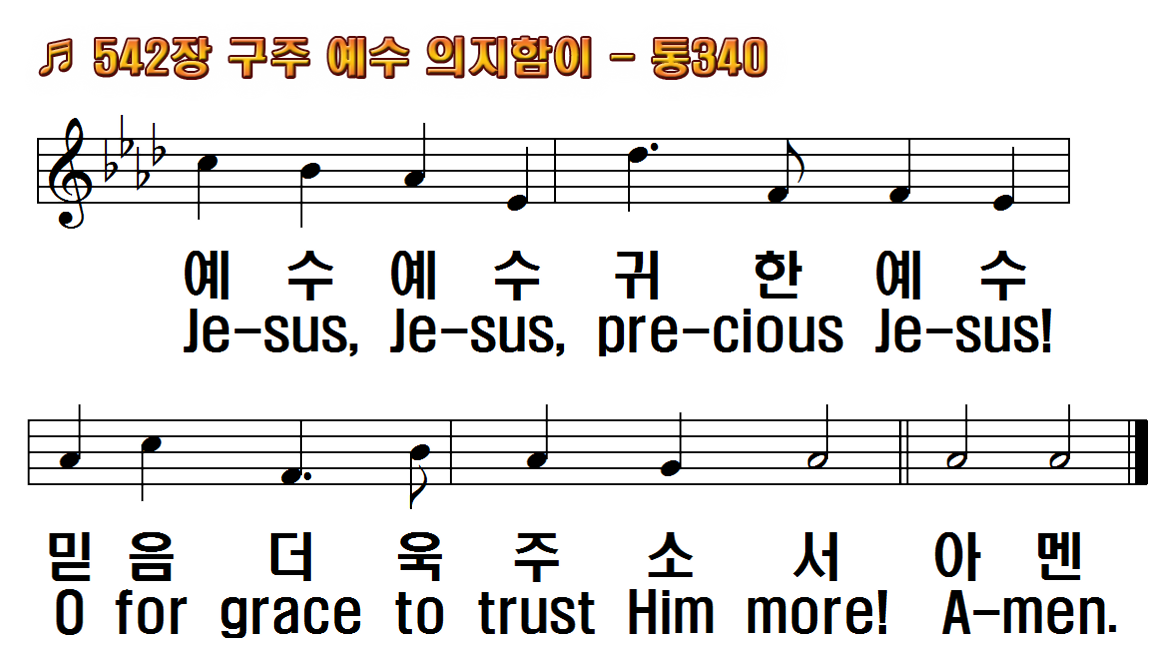 ♬ 542장 구주 예수 의지함이 - 통340
예 수 예 수 귀 한 예 수
Je-sus, Je-sus, pre-cious Je-sus!
믿 음 더 욱 주 소 서 아 멘
O for grace to trust Him more! A-men.